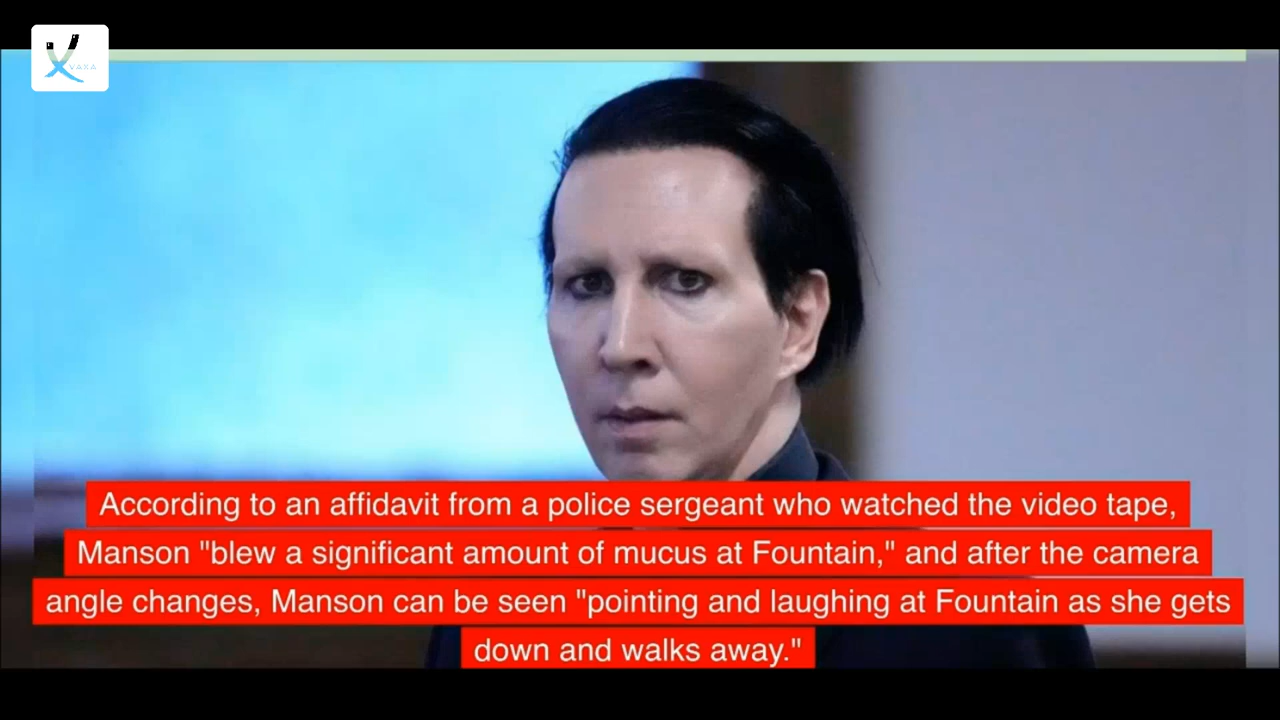 VAXA
According to an affidavit from a police sergeant who watched the video tape,
Manson "blew a significant amount of mucus at Fountain," and after the camera
angle changes, Manson can be seen "pointing and laughing at Fountain as she gets
down and walks away."